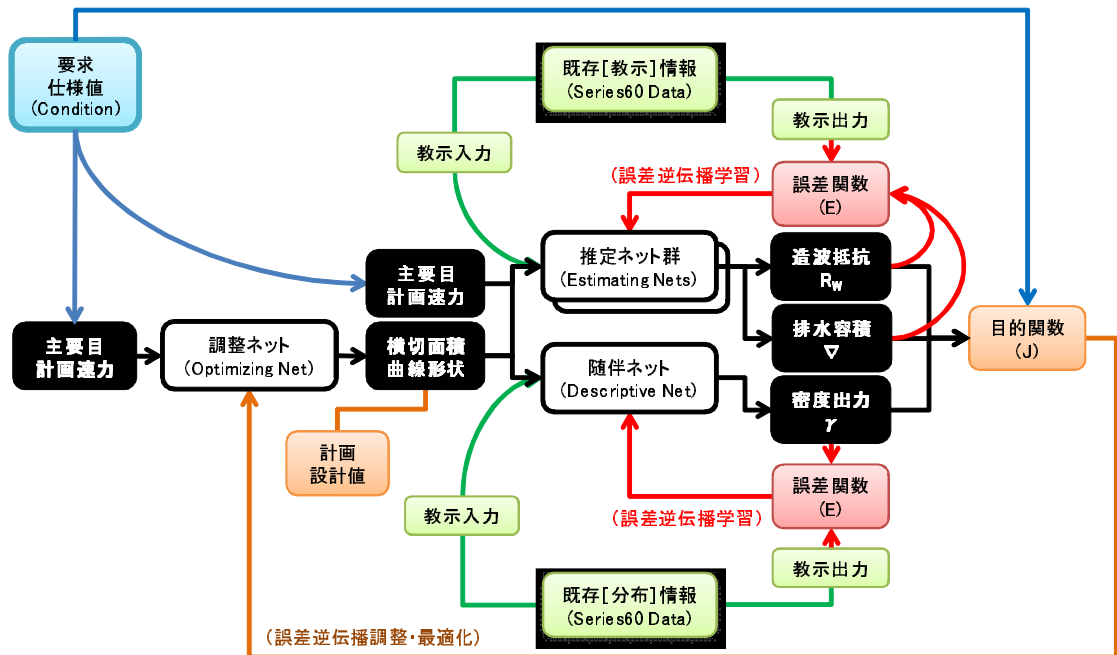 要求
仕様値
(Condition)
既存[教示]情報
(Series60 Data)
教示入力
教示出力
(誤差逆伝播学習)
誤差関数
(E)
主要目
計画速力
推定ネット群
(Estimating Nets)
造波抵抗
Rw
主要目
計画速力
調整ネット
(Optimizing Net)
横切面積
曲線形状
排水容積
∇
目的関数
(J)
随伴ネット
(Descriptive Net)
密度出力
γ
計画
設計値
教示入力
(誤差逆伝播学習)
誤差関数
(E)
教示出力
既存[分布]情報
(Series60 Data)
(誤差逆伝播調整・最適化)